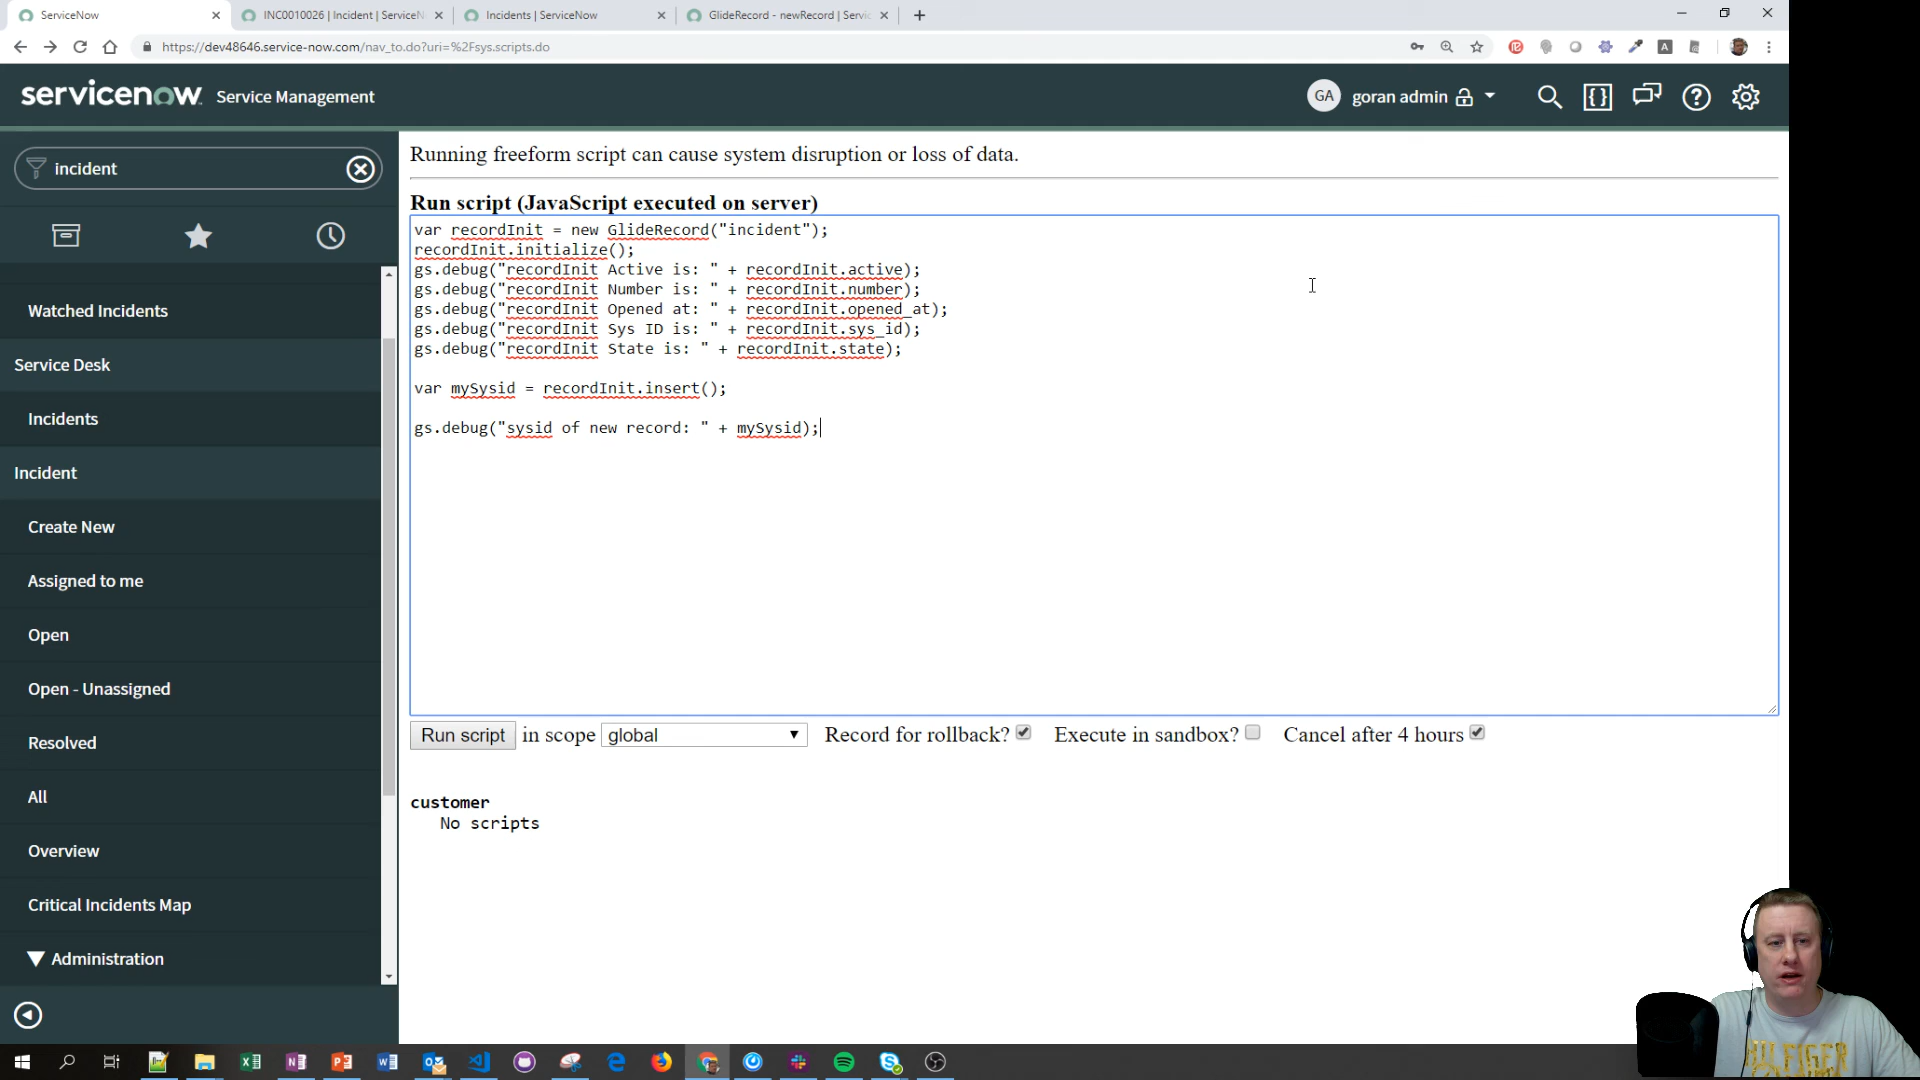 ServiceNow
INC0010026 | Incident | ServiceN
Incidents | ServiceNow
GlideRecord - newRecord | Servic
https://dev48646.service-now.com/nav_to.do?uri=%2Fsys.scripts.do
servicenow Service Management
GA goran admin
incident
Watched Incidents
Service Desk
Incidents
Incident
Create New
Assigned to me
Open
Open - Unassigned
Resolved
All
Overview
Critical Incidents Map
Administration
Running freeform script can cause system disruption or loss of data.
Run script (JavaScript executed on server)
var recordInit = new GlideRecord("incident");
recordInit.initialize();
gs.debug("recordInit Active is: " + recordInit.active);
gs.debug("recordInit Number is: " + recordInit.number);
gs.debug("recordInit Opened at: " + recordInit.opened_at);
gs.debug("recordInit Sys ID is: " + recordInit.sys_id);
gs.debug("recordInit State is: " + recordInit.state);
var mySysid = recordInit.insert();
gs.debug("sysid of new record: " + mySysid);
Run script in scope global Record for rollback? Execute in sandbox? Cancel after 4 hours
customer
No scripts
HILFIGER